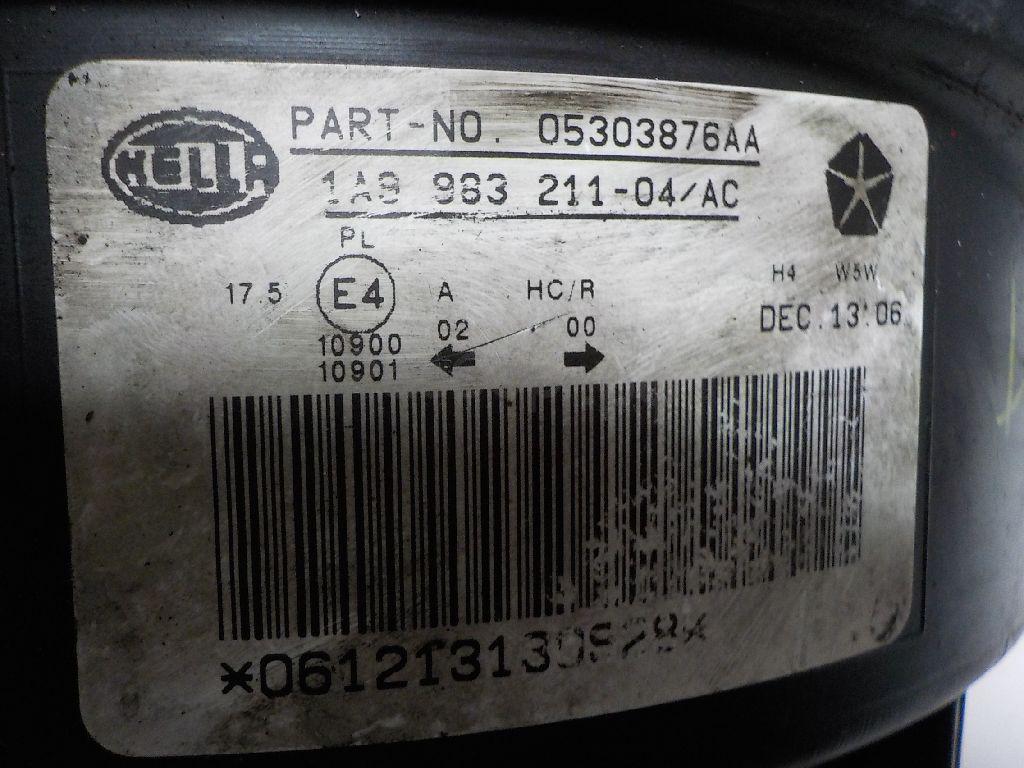 HELLA
PART-NO. 05303876AA
983 211-04/AC
PL
17.5 E4 A HC/R
H4 W5W
02 00
DEC.13'06
10900
10901